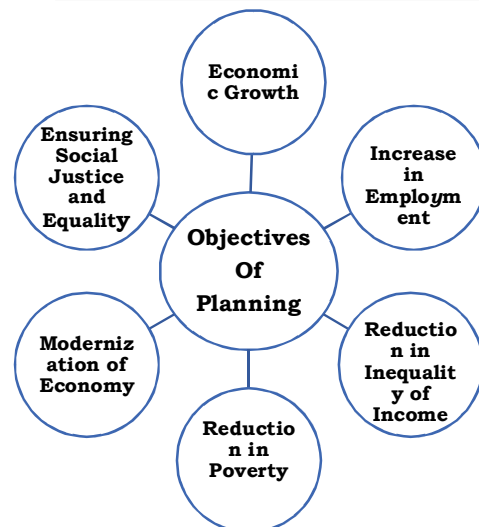 Economi
c Growth
Ensuring
Social
Justice
and
Equality
Increase
in
Employm
ent
Objectives
Of
Planning
Moderniz
ation of
Economy
Reductio
n in
Inequalit
y of
Income
Reductio
n in
Poverty